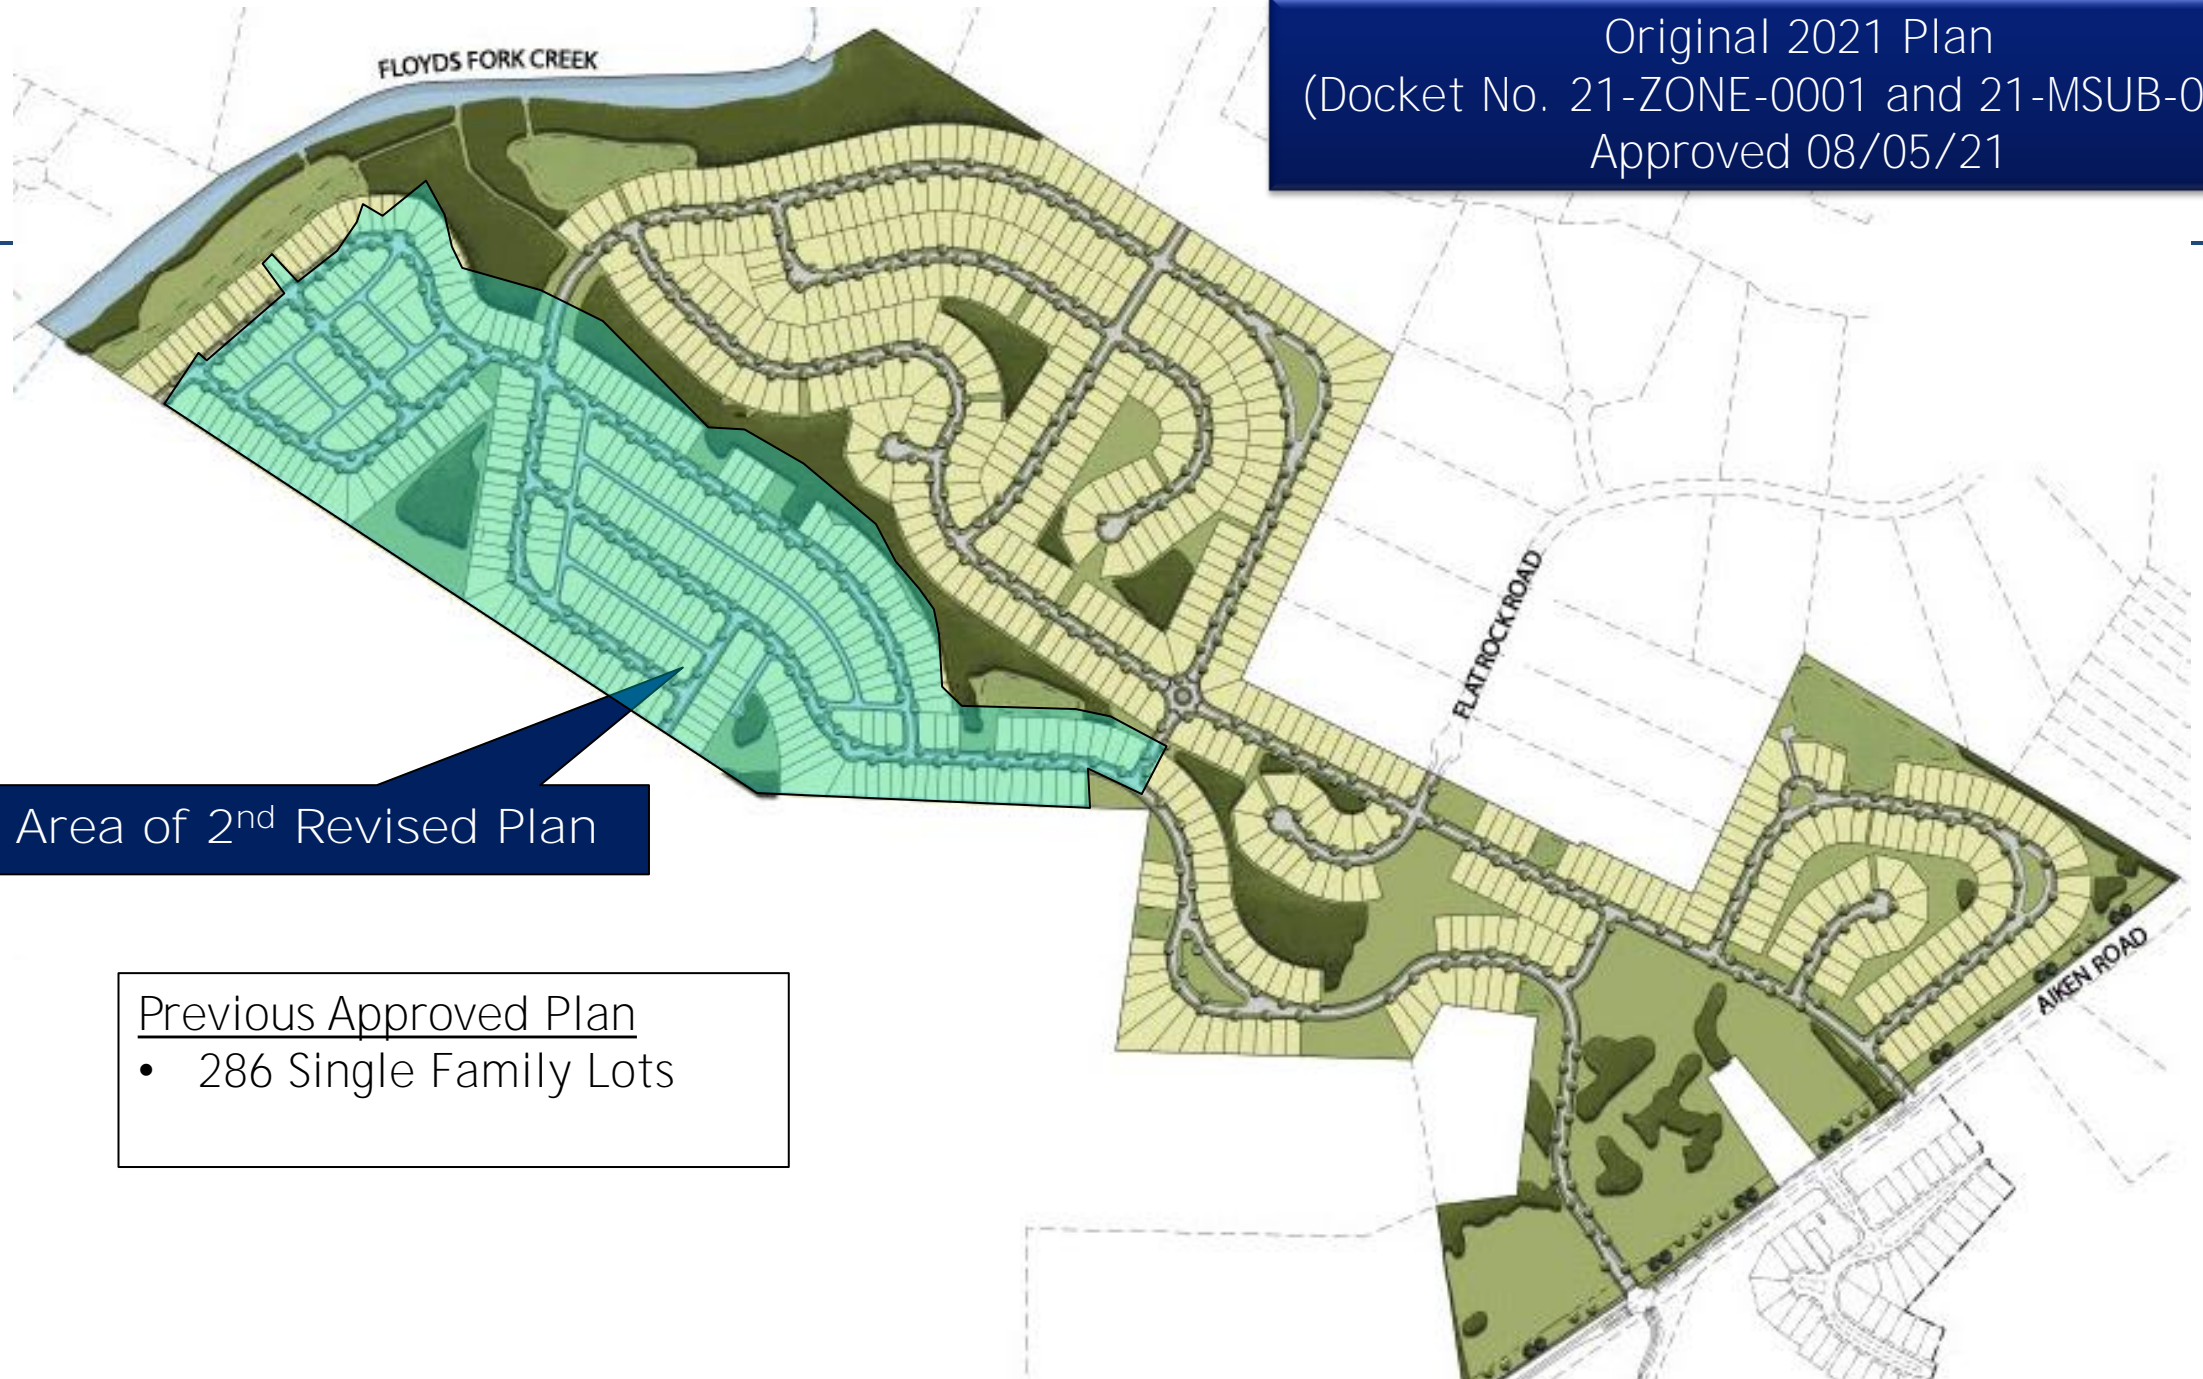 Original 2021 Plan
(Docket No. 21-ZONE-0001 and 21-MSUB-0
Approved 08/05/21
FLOYDS FORK CREEK
FLAT ROCK ROAD
Area of 2nd Revised Plan
AIKEN ROAD
Previous Approved Plan
• 286 Single Family Lots